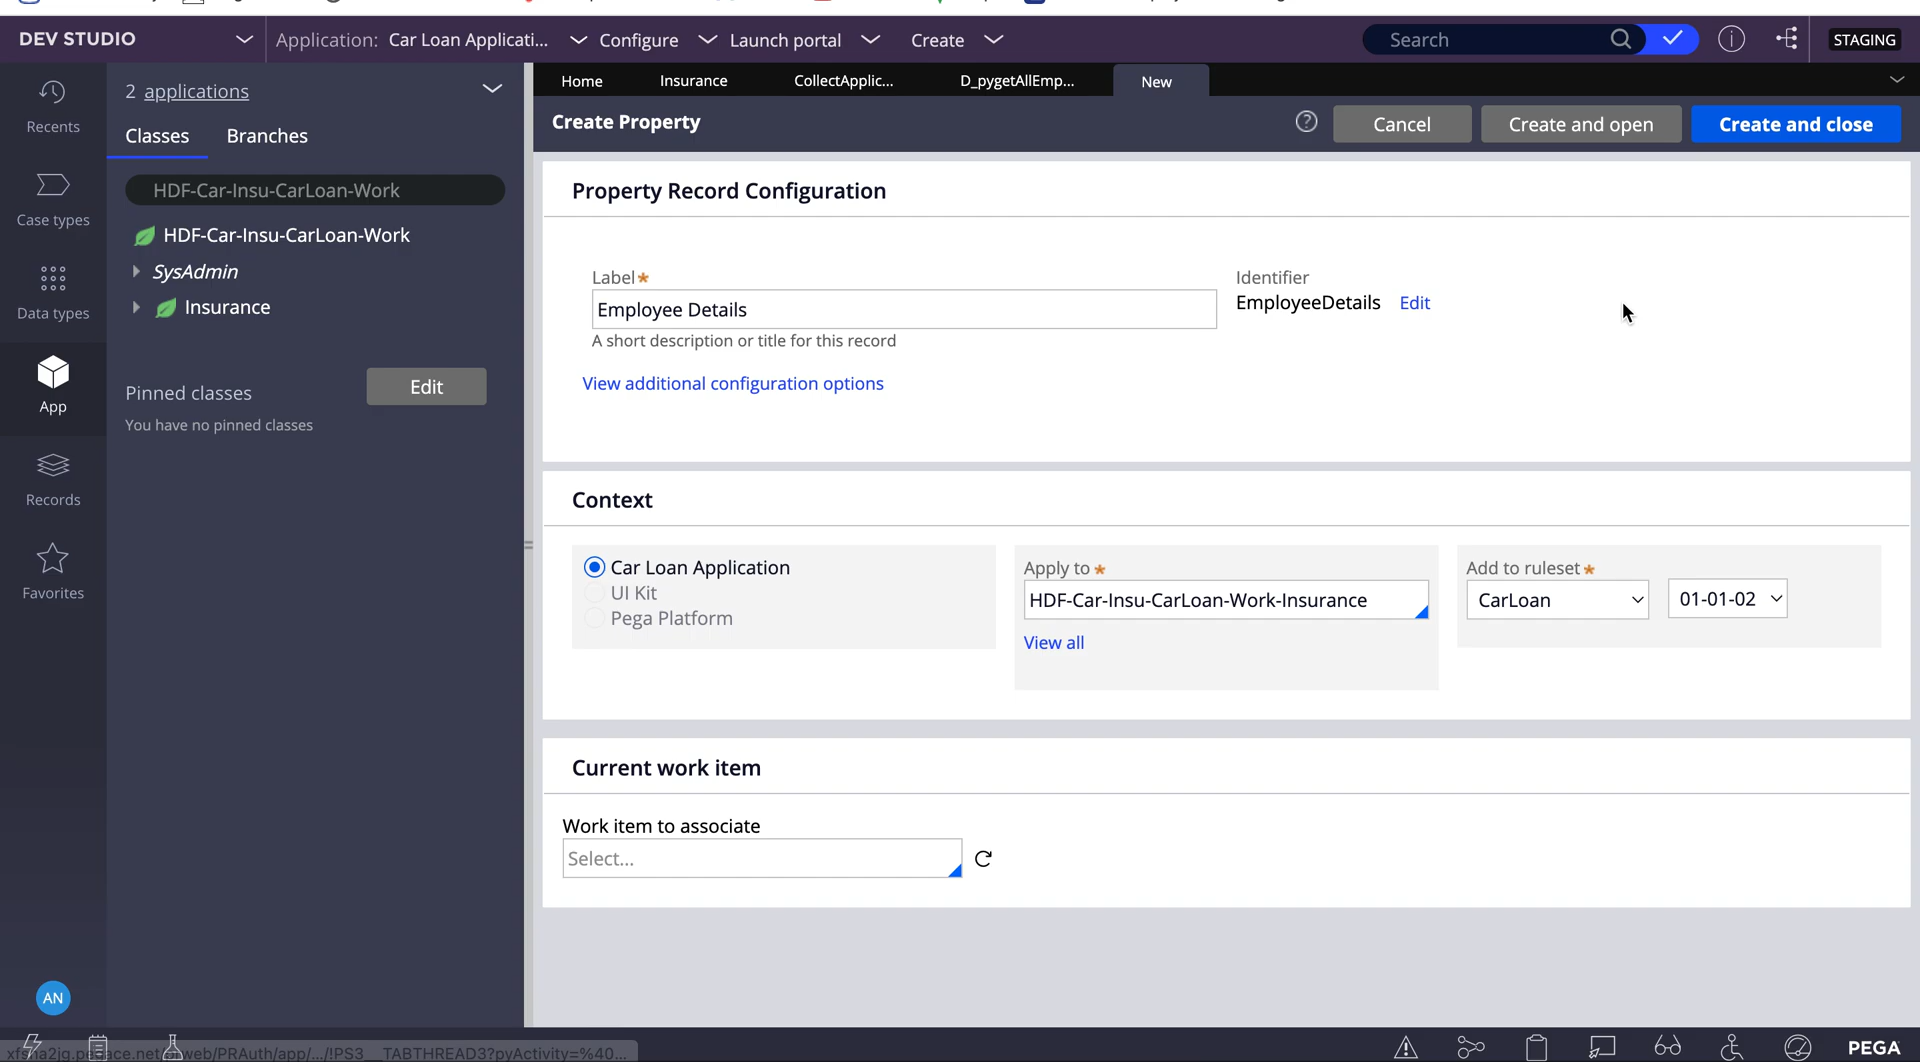 DEV STUDIO
Application: Car Loan Applicati...
Configure
Launch portal
Create
Search
STAGING
Recents
Case types
Data types
App
Records
Favorites
AN
2 applications
Classes
Branches
HDF-Car-Insu-CarLoan-Work
HDF-Car-Insu-CarLoan-Work
SysAdmin
Insurance
Pinned classes
Edit
You have no pinned classes
Home
Insurance
CollectApplic...
D_pygetAllEmp...
New
Create Property
?
Cancel
Create and open
Create and close
Property Record Configuration
Label*
Employee Details
A short description or title for this record
Identifier
EmployeeDetails Edit
View additional configuration options
Context
Car Loan Application
UI Kit
Pega Platform
Apply to *
HDF-Car-Insu-CarLoan-Work-Insurance
View all
Add to ruleset *
CarLoan
01-01-02
Current work item
Work item to associate
Select...
PEGA